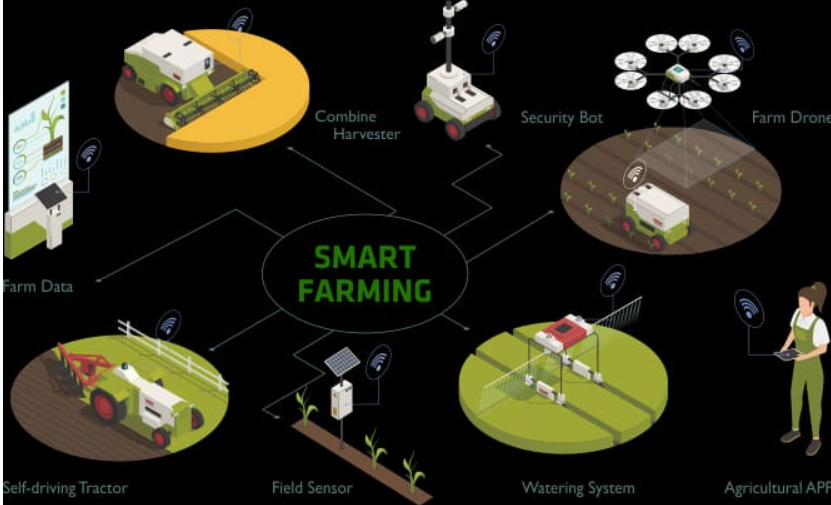 Combine
Harvester
Security Bot
Farm Drone
Farm Data
SMART
FARMING
Self-driving Tractor
Field Sensor
Watering System
Agricultural APP